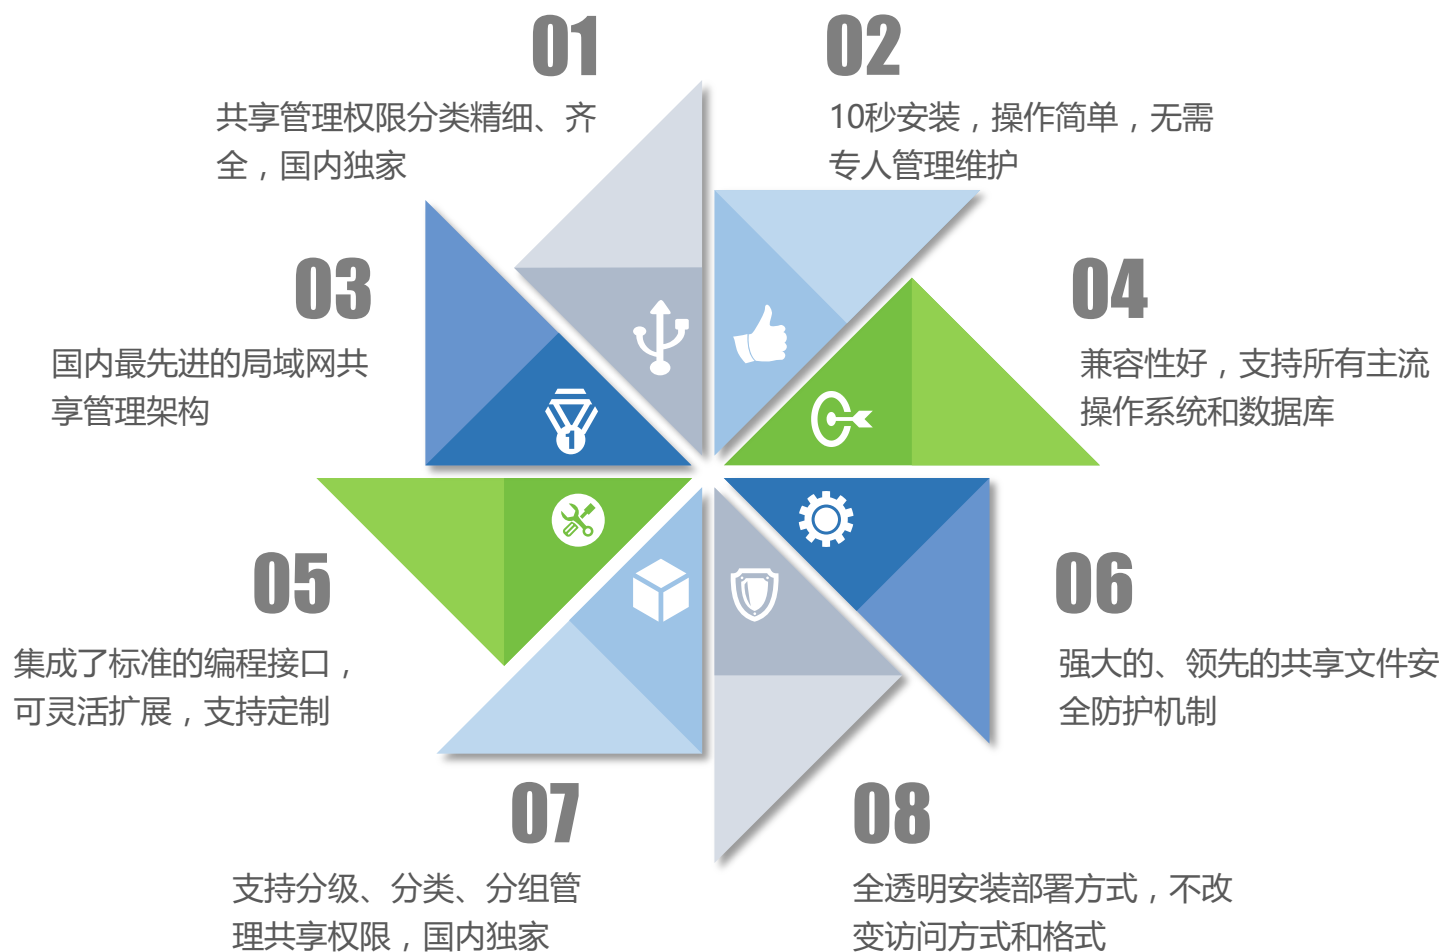 01
共享管理权限分类精细、齐
全，国内独家
02
10秒安装，操作简单，无需
专人管理维护
03
国内最先进的局域网共
享管理架构
04
兼容性好，支持所有主流
操作系统和数据库
1
05
集成了标准的编程接口，
可灵活扩展，支持定制
06
强大的、领先的共享文件安
全防护机制
07
支持分级、分类、分组管
理共享权限，国内独家
08
全透明安装部署方式，不改
变访问方式和格式